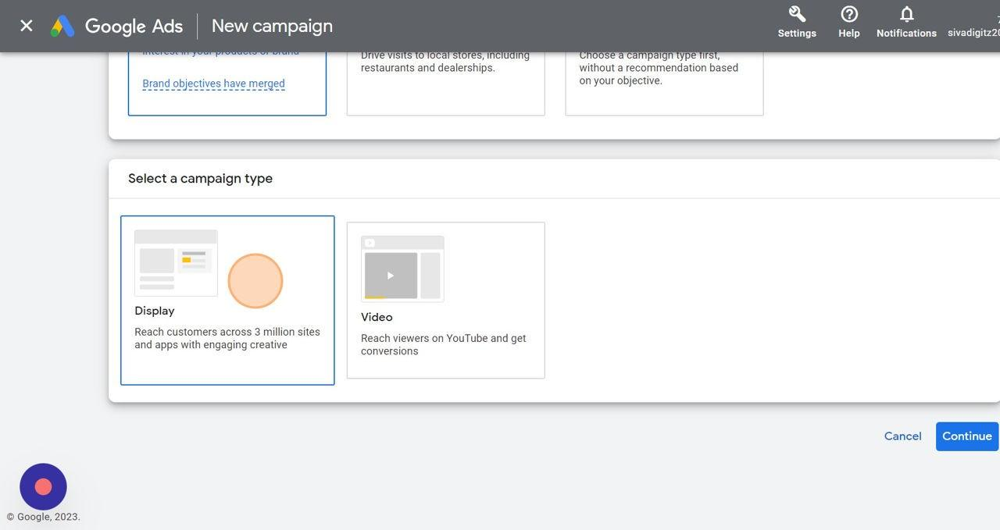 Google Ads
New campaign
Settings
Help
Notifications
sivadigitz20
interest in your products or brand
Brand objectives have merged
Drive visits to local stores, including
restaurants and dealerships.
Choose a campaign type first,
without a recommendation based
on your objective.
Select a campaign type
Display
Reach customers across 3 million sites
and apps with engaging creative
Video
Reach viewers on YouTube and get
conversions
Cancel
Continue
© Google, 2023.